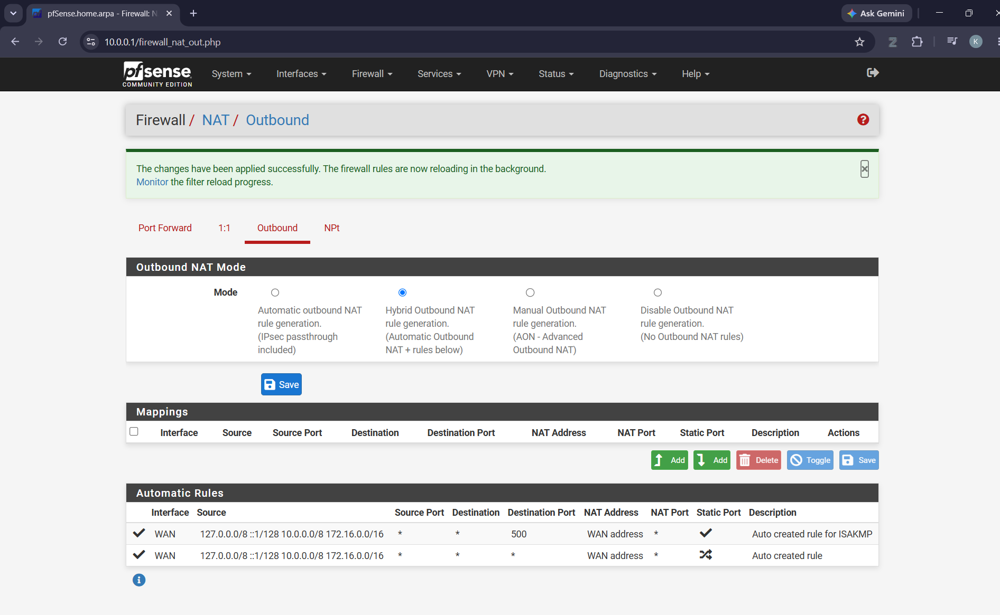 pfSense.home.arpa - Firewall: N
Ask Gemini
10.0.0.1/firewall_nat_out.php
K
pfsense
COMMUNITY EDITION
System
Interfaces
Firewall
Services
VPN
Status
Diagnostics
Help
Firewall / NAT / Outbound
The changes have been applied successfully. The firewall rules are now reloading in the background.
Monitor the filter reload progress.
Port Forward 1:1 Outbound NPt
Outbound NAT Mode
Mode
Automatic outbound NAT
rule generation.
(IPsec passthrough
included)
Hybrid Outbound NAT
rule generation.
(Automatic Outbound
NAT + rules below)
Manual Outbound NAT
rule generation.
(AON - Advanced
Outbound NAT)
Disable Outbound NAT
rule generation.
(No Outbound NAT rules)
Save
Mappings
Interface Source Source Port Destination Destination Port NAT Address NAT Port Static Port Description Actions
Add Add Delete Toggle Save
Automatic Rules
Interface Source Source Port Destination Destination Port NAT Address NAT Port Static Port Description
WAN 127.0.0.0/8 ::1/128 10.0.0.0/8 172.16.0.0/16 * * 500 WAN address * Auto created rule for ISAKMP
WAN 127.0.0.0/8 ::1/128 10.0.0.0/8 172.16.0.0/16 * * * WAN address * Auto created rule